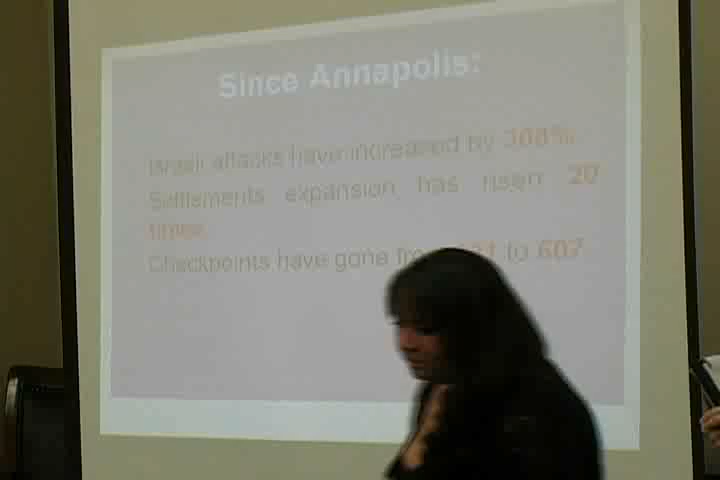 Since Annapolis:
Israeli attacks have increased by 300%
Settlements expansion has risen 20
times
Checkpoints have gone to 607